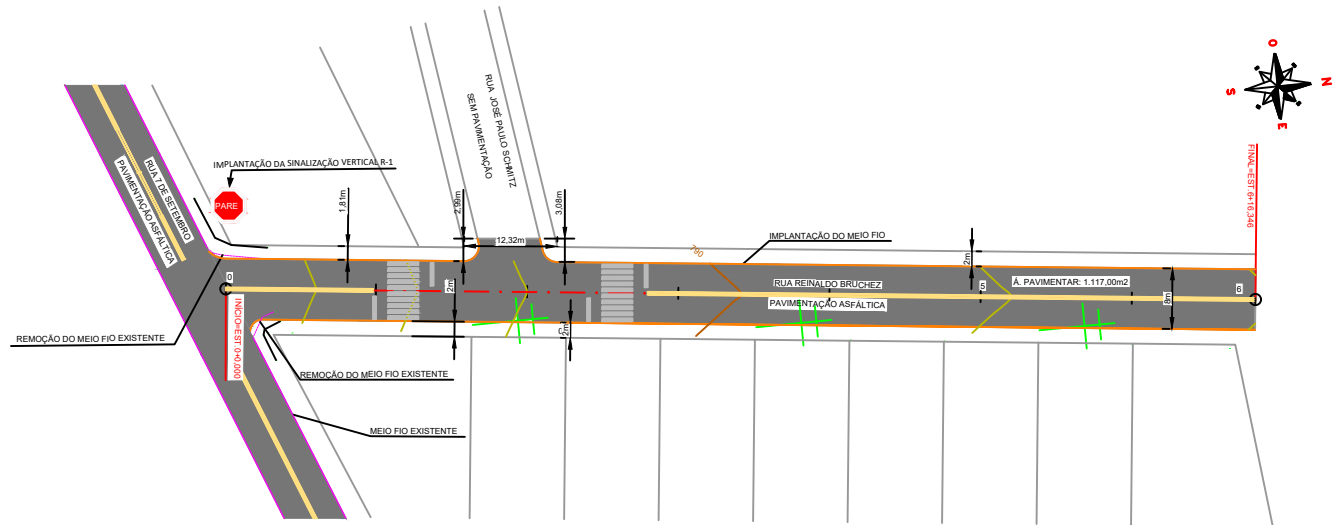 O
N
S
E
RUA JOSÉ PAULO SCHMITZ
SEM PAVIMENTAÇÃO
IMPLANTAÇÃO DA SINALIZAÇÃO VERTICAL R-1
PARE
RUA 7 DE SETEMBRO
PAVIMENTAÇÃO ASFÁLTICA
1,81m
2,99m
3,08m
12,32m
IMPLANTAÇÃO DO MEIO FIO
790
2m
FINAL=EST.6+16,346
0
RUA REINALDO BRUCHEZ
PAVIMENTAÇÃO ASFÁLTICA
5
Á. PAVIMENTAR: 1.117,00m2
6
8m
2m
2m
INÍCIO=EST.0+0,000
REMOÇÃO DO MEIO FIO EXISTENTE
REMOÇÃO DO MEIO FIO EXISTENTE
MEIO FIO EXISTENTE